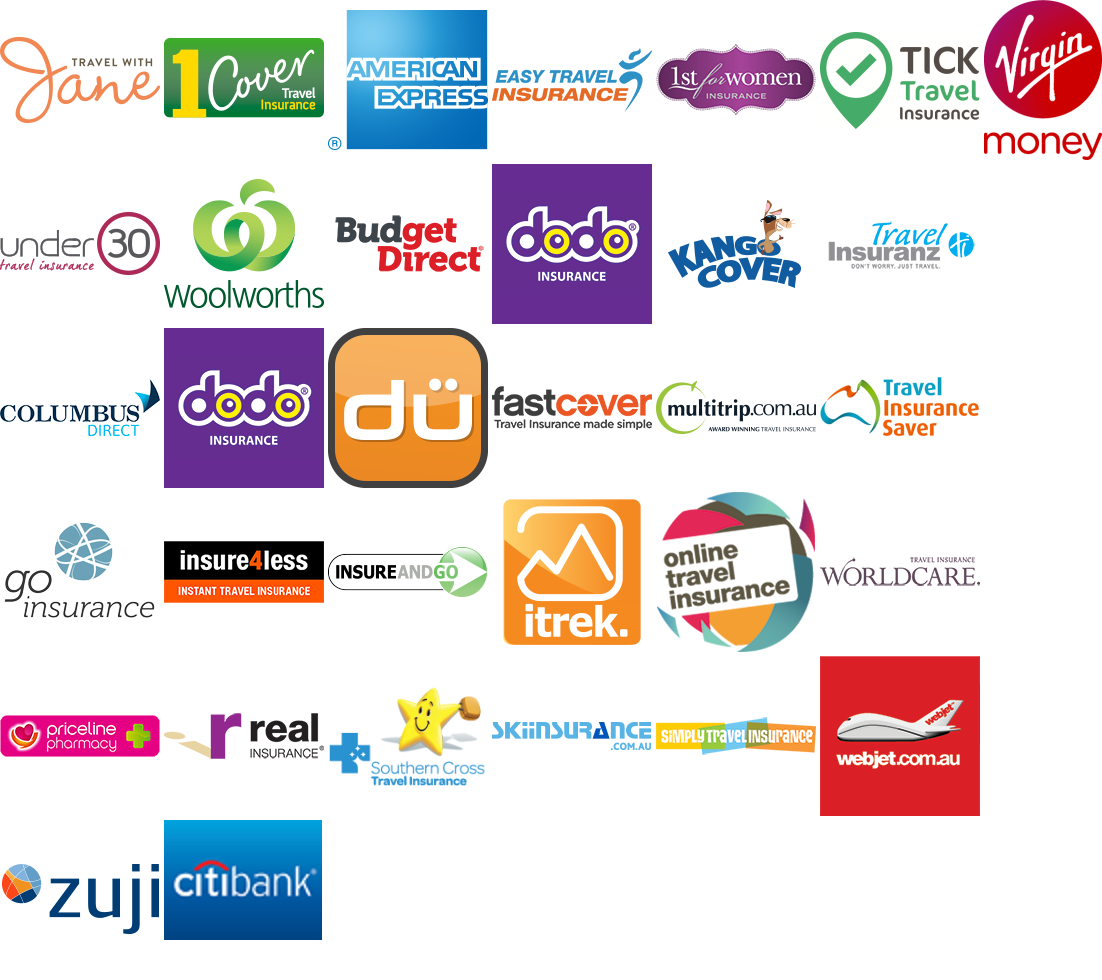 TRAVEL WITH
Jane
1Cover
Travel
Insurance
AMERICAN
EXPRESS
®
EASY TRAVEL
INSURANCE
1st for women
INSURANCE
TICK
Travel
Insurance
Virgin
money
under 30
travel insurance
Woolworths
Budget
Direct®
dodo®
INSURANCE
KANGO
COVER
Travel
Insuranz
DON'T WORRY. JUST TRAVEL.
COLUMBUS
DIRECT
dodo®
INSURANCE
dü
fastcover
Travel Insurance made simple
multitrip.com.au
AWARD WINNING TRAVEL INSURANCE
Travel
Insurance
Saver
go
insurance
insure4less
INSTANT TRAVEL INSURANCE
INSUREANDGO
itrek.
online
travel
insurance
TRAVEL INSURANCE
WORLDCARE.
priceline
pharmacy
r real
INSURANCE®
Southern Cross
Travel Insurance
SKiiNSURANCE
.COM.AU
SIMPLY TRAVEL INSURANCE
webjet
webjet.com.au
zuji
citibank®